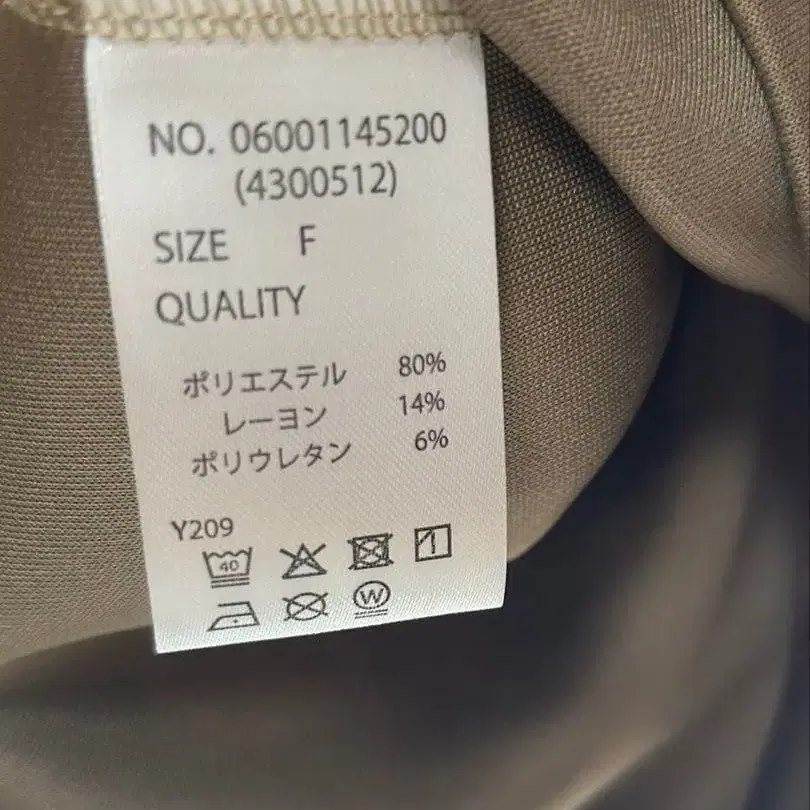 NO. 06001145200
(4300512)
SIZE F
QUALITY
ポリエステル 80%
レーヨン 14%
ポリウレタン 6%
Y209
40
W